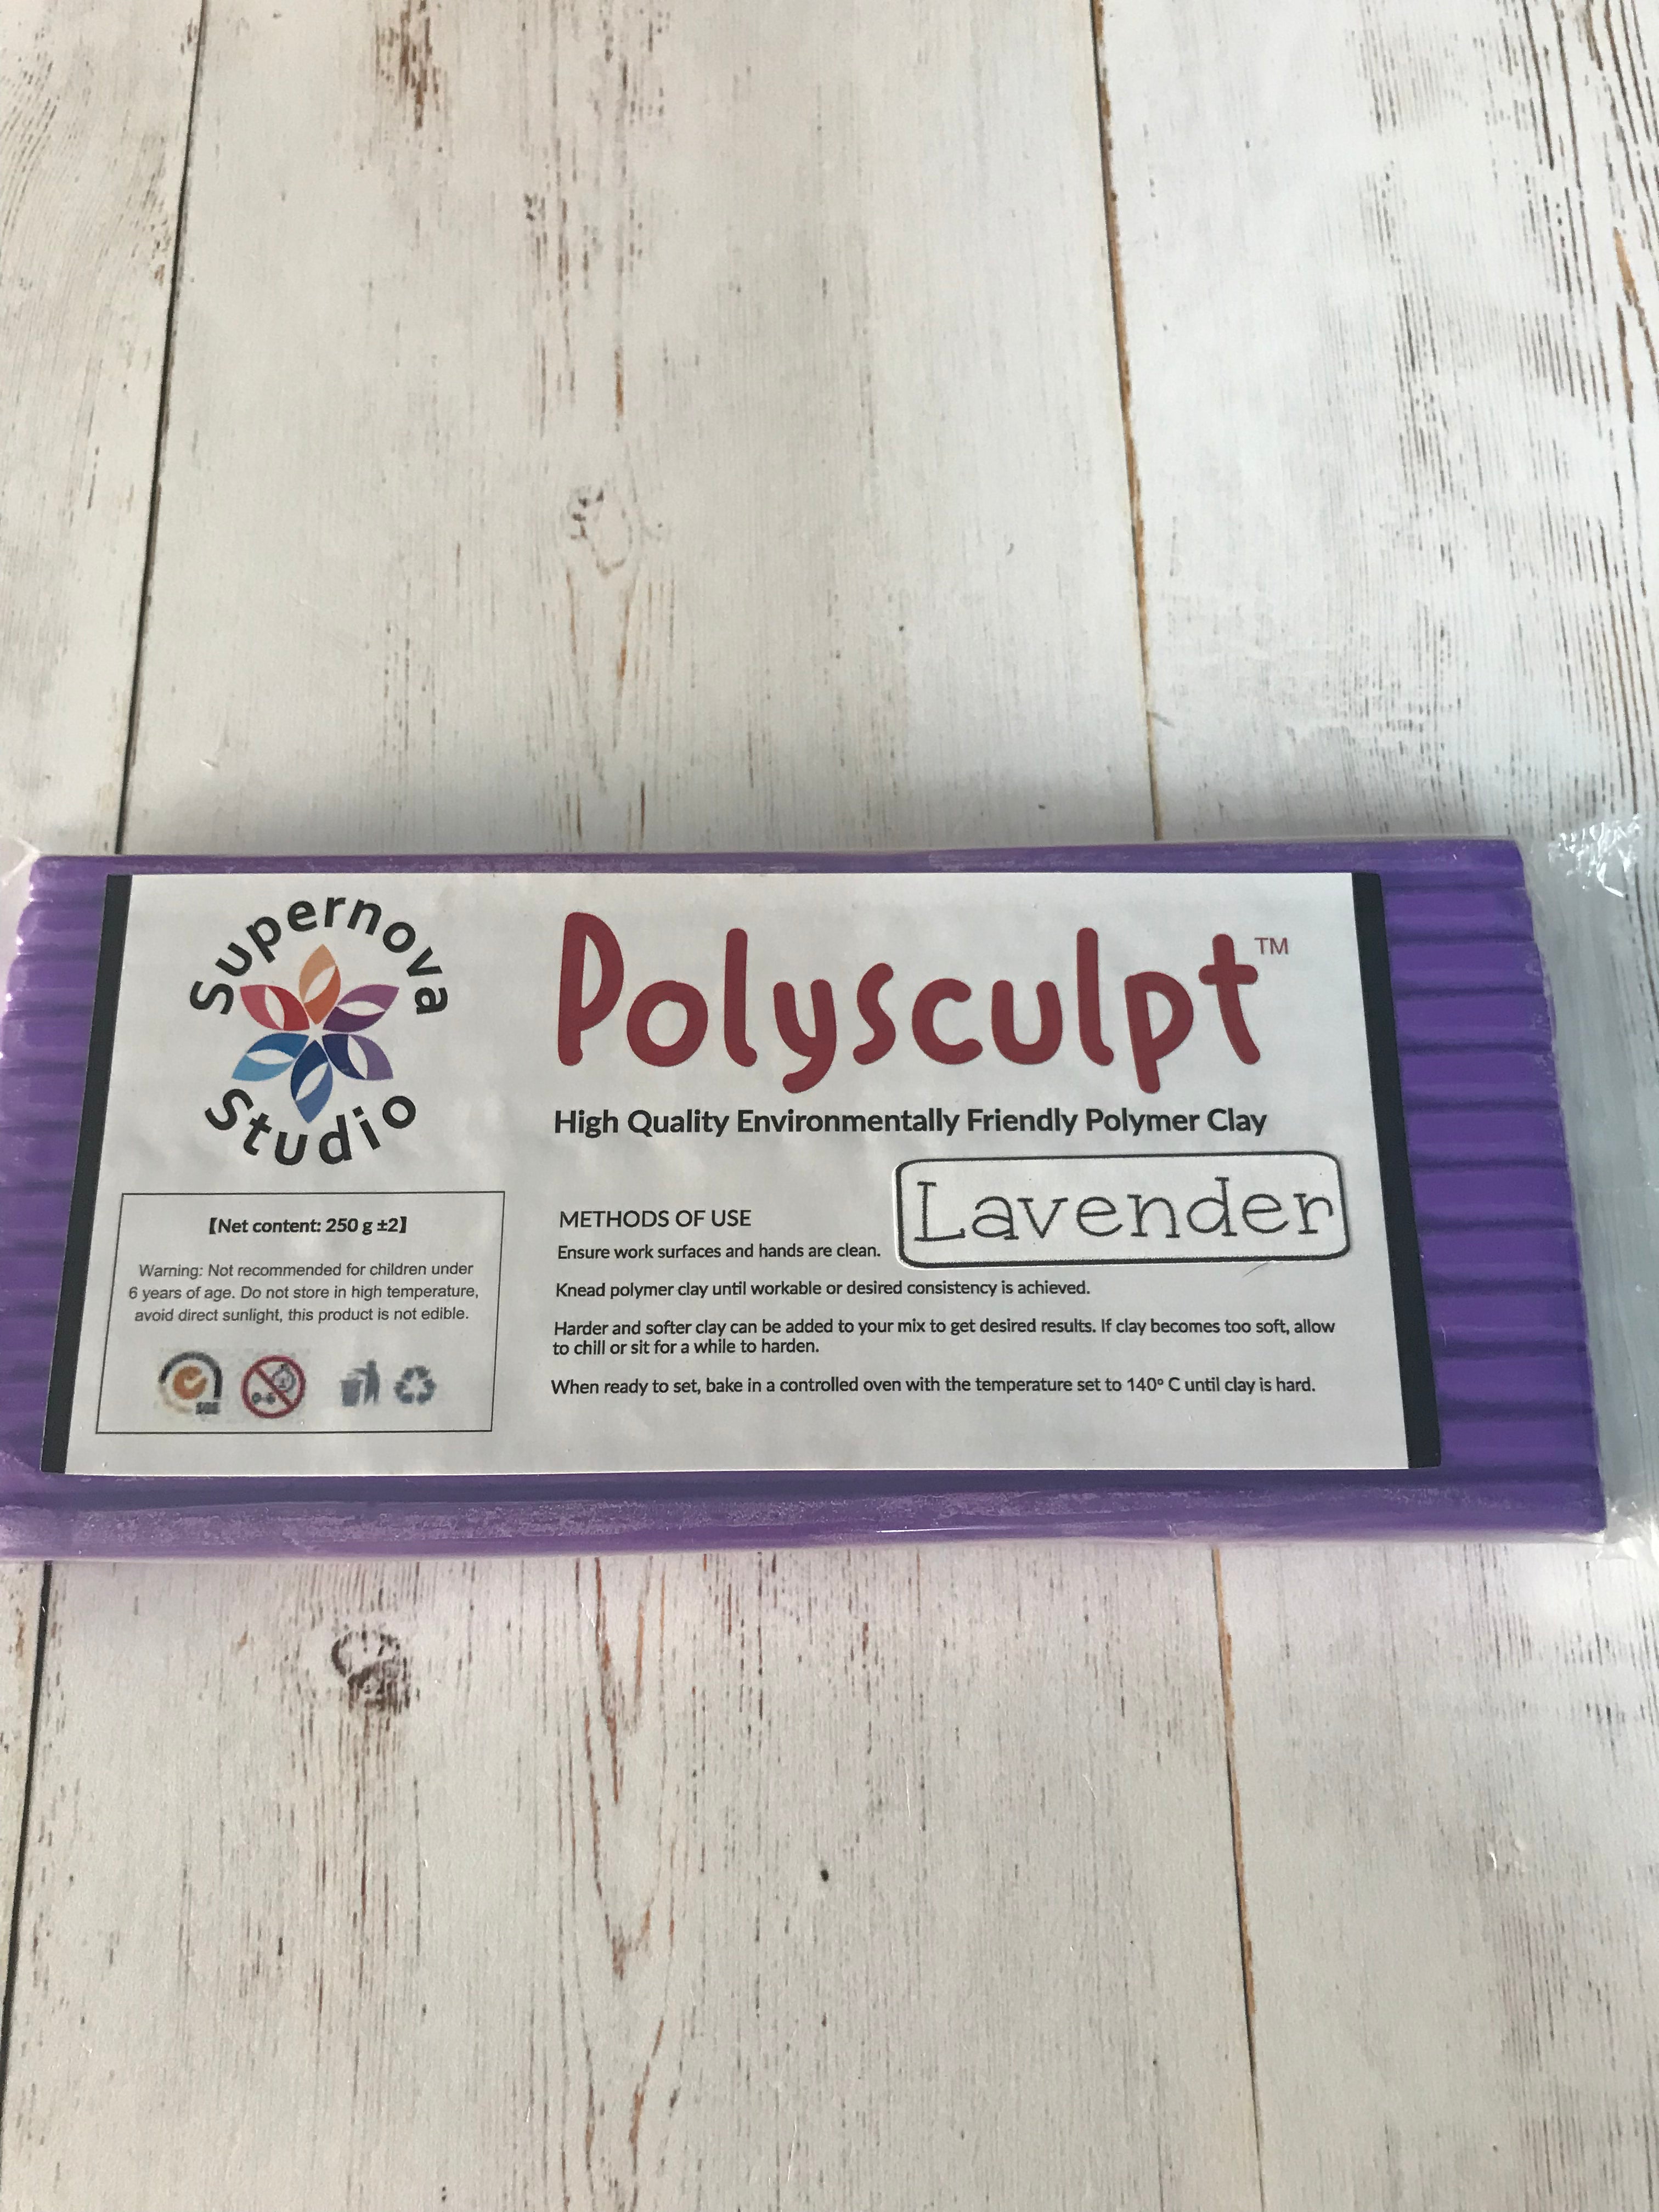 Supernova
Studio
Polysculpt™
High Quality Environmentally Friendly Polymer Clay
Lavender
【Net content: 250 g ±2】
Warning: Not recommended for children under
6 years of age. Do not store in high temperature,
avoid direct sunlight, this product is not edible.
METHODS OF USE
Ensure work surfaces and hands are clean.
Knead polymer clay until workable or desired consistency is achieved.
Harder and softer clay can be added to your mix to get desired results. If clay becomes too soft, allow
to chill or sit for a while to harden.
When ready to set, bake in a controlled oven with the temperature set to 140º C until clay is hard.